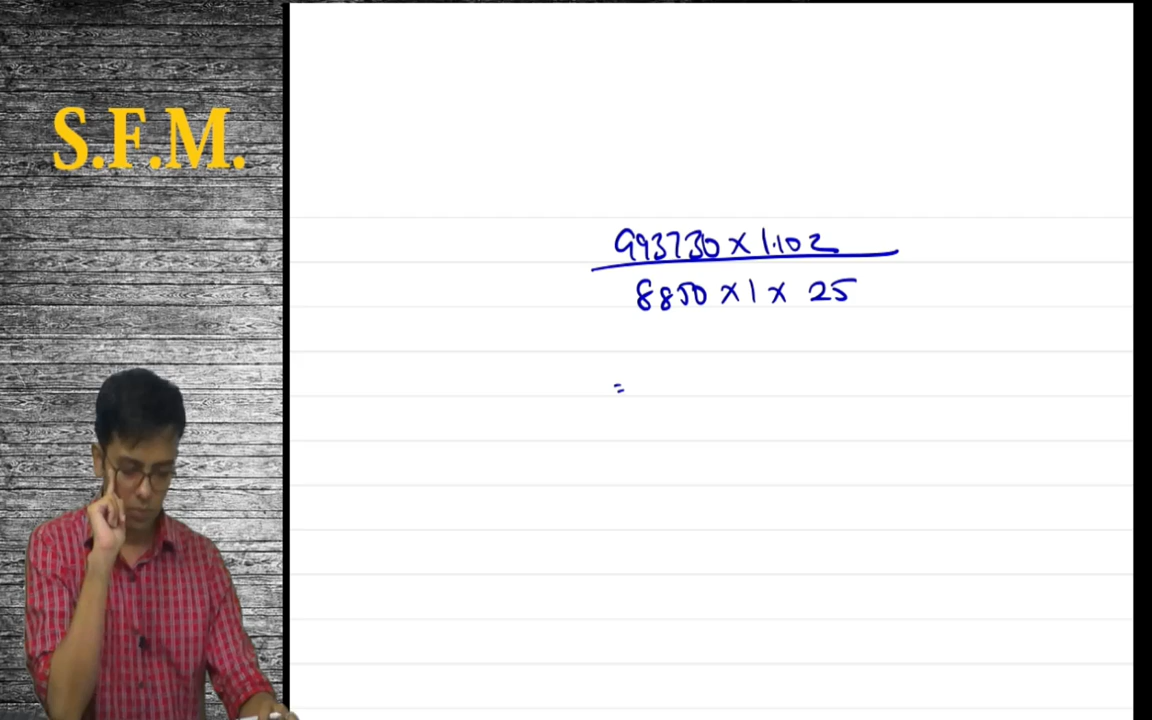 S.F.M.
993730 × 1.102
8850 × 1 × 25
=